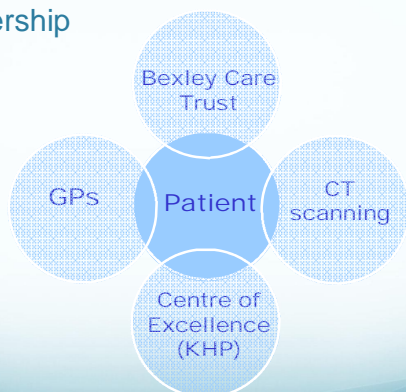 ership
Bexley Care
Trust
GPs
Patient
CT
scanning
Centre of
Excellence
(KHP)